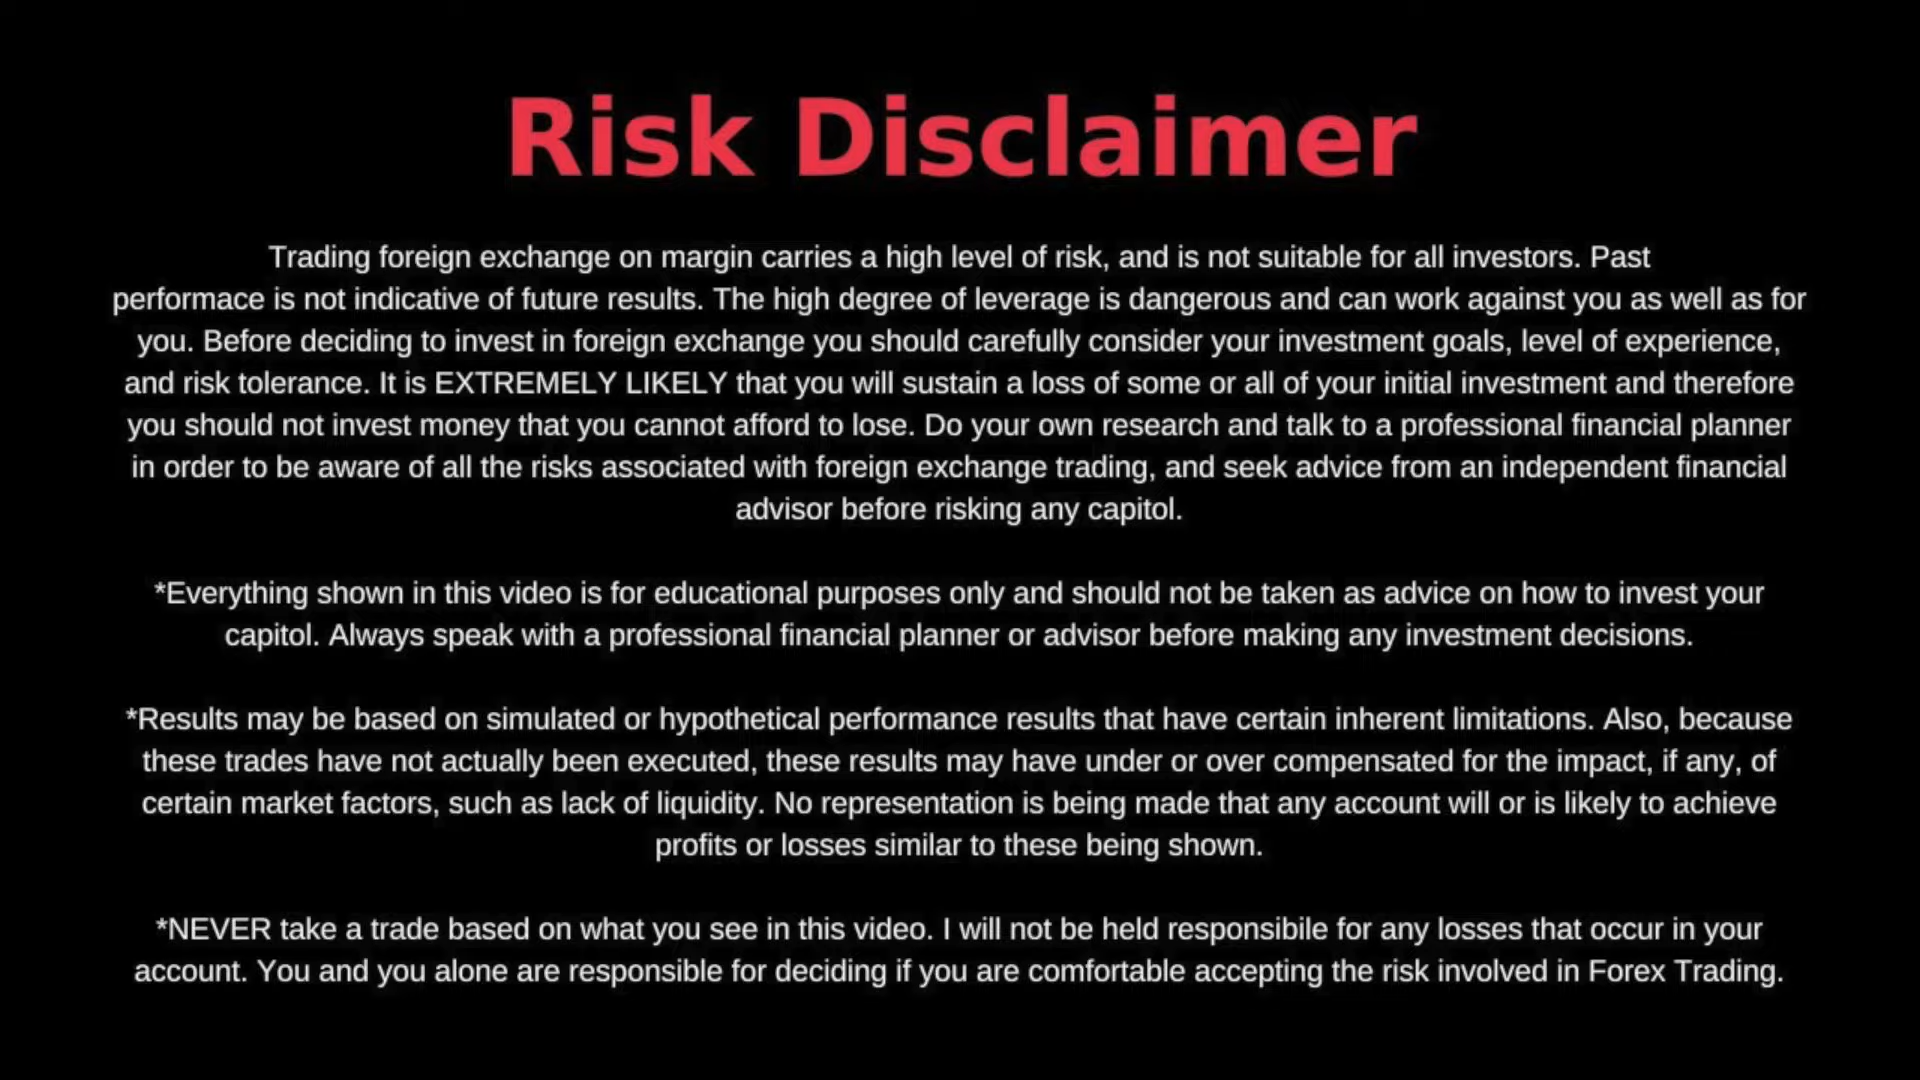 Risk Disclaimer
Trading foreign exchange on margin carries a high level of risk, and is not suitable for all investors. Past
performace is not indicative of future results. The high degree of leverage is dangerous and can work against you as well as for
you. Before deciding to invest in foreign exchange you should carefully consider your investment goals, level of experience,
and risk tolerance. It is EXTREMELY LIKELY that you will sustain a loss of some or all of your initial investment and therefore
you should not invest money that you cannot afford to lose. Do your own research and talk to a professional financial planner
in order to be aware of all the risks associated with foreign exchange trading, and seek advice from an independent financial
advisor before risking any capitol.
*Everything shown in this video is for educational purposes only and should not be taken as advice on how to invest your
capitol. Always speak with a professional financial planner or advisor before making any investment decisions.
*Results may be based on simulated or hypothetical performance results that have certain inherent limitations. Also, because
these trades have not actually been executed, these results may have under or over compensated for the impact, if any, of
certain market factors, such as lack of liquidity. No representation is being made that any account will or is likely to achieve
profits or losses similar to these being shown.
*NEVER take a trade based on what you see in this video. I will not be held responsibile for any losses that occur in your
account. You and you alone are responsible for deciding if you are comfortable accepting the risk involved in Forex Trading.